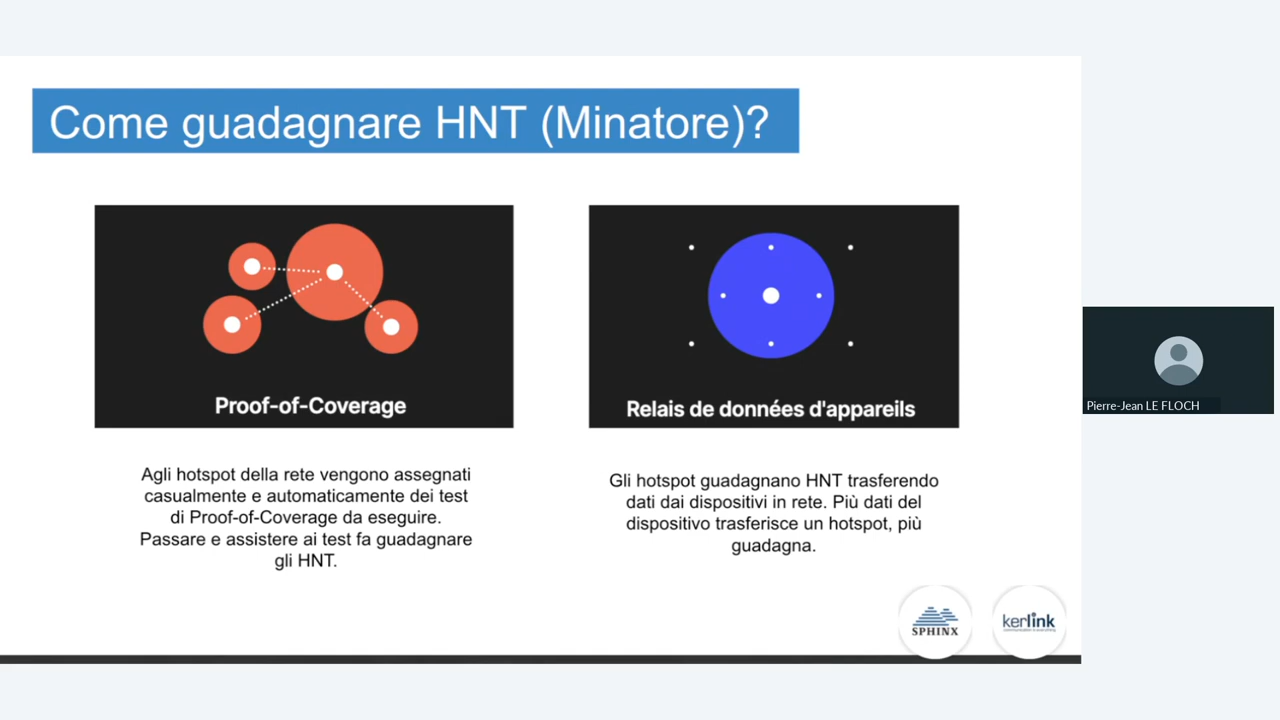 Come guadagnare HNT (Minatore)?
Proof-of-Coverage
Agli hotspot della rete vengono assegnati
casualmente e automaticamente dei test
di Proof-of-Coverage da eseguire.
Passare e assistere ai test fa guadagnare
gli HNT.
Relais de données d'appareils
Gli hotspot guadagnano HNT trasferendo
dati dai dispositivi in rete. Più dati del
dispositivo trasferisce un hotspot, più
guadagna.
SPHINX
kerlink
Pierre-Jean LE FLOCH